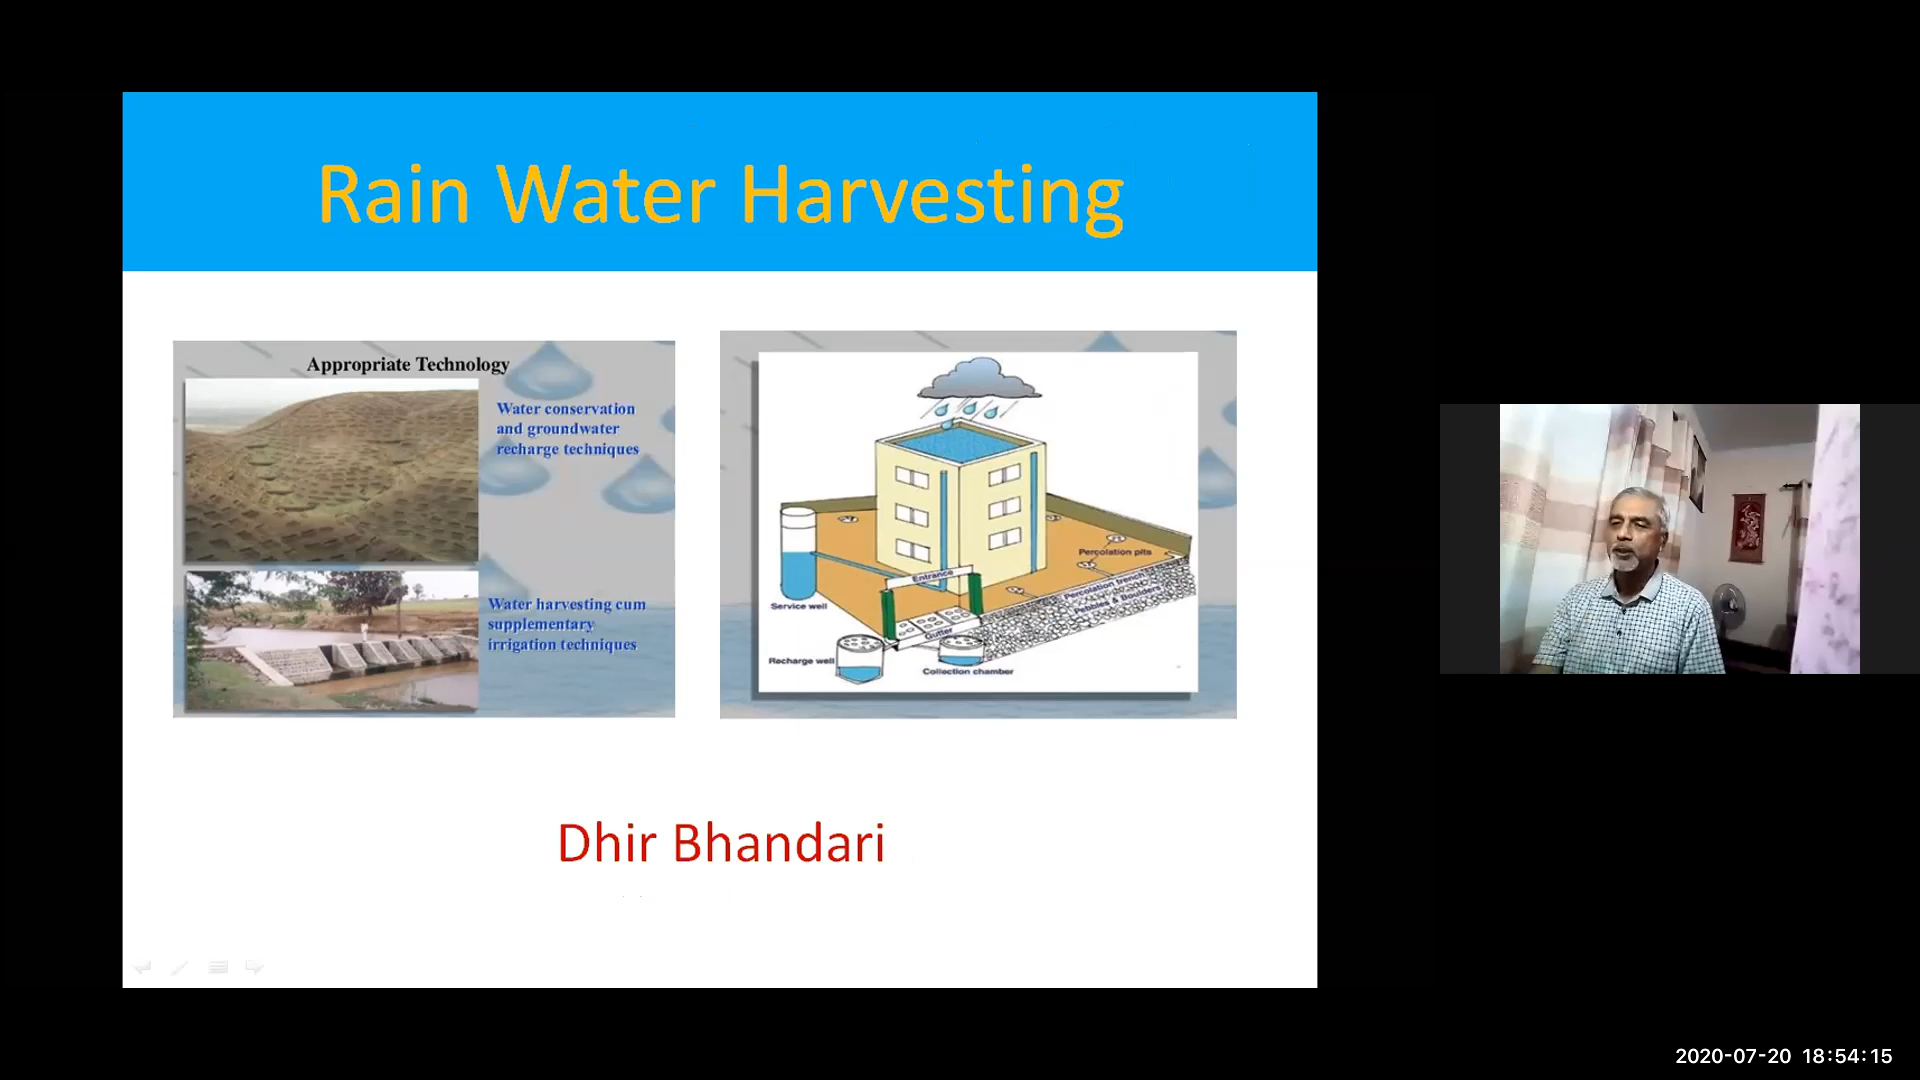 Rain Water Harvesting
Appropriate Technology
Water conservation
and groundwater
recharge techniques
Water harvesting cum
supplementary
irrigation techniques
Percolation pits
Entrance
Percolation trench
Pebbles & Boulders
Service well
Gutter
Recharge well
Collection chamber
Dhir Bhandari
2020-07-20 18:54:15